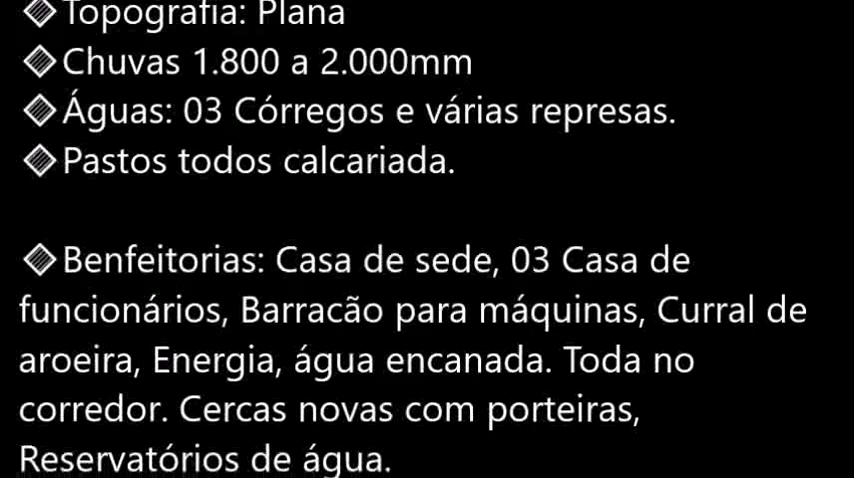 ◈Topografia: Plana
◈Chuvas 1.800 a 2.000mm
◈Águas: 03 Córregos e várias represas.
◈Pastos todos calcariada.
◈Benfeitorias: Casa de sede, 03 Casa de
funcionários, Barracão para máquinas, Curral de
aroeira, Energia, água encanada. Toda no
corredor. Cercas novas com porteiras,
Reservatórios de água.